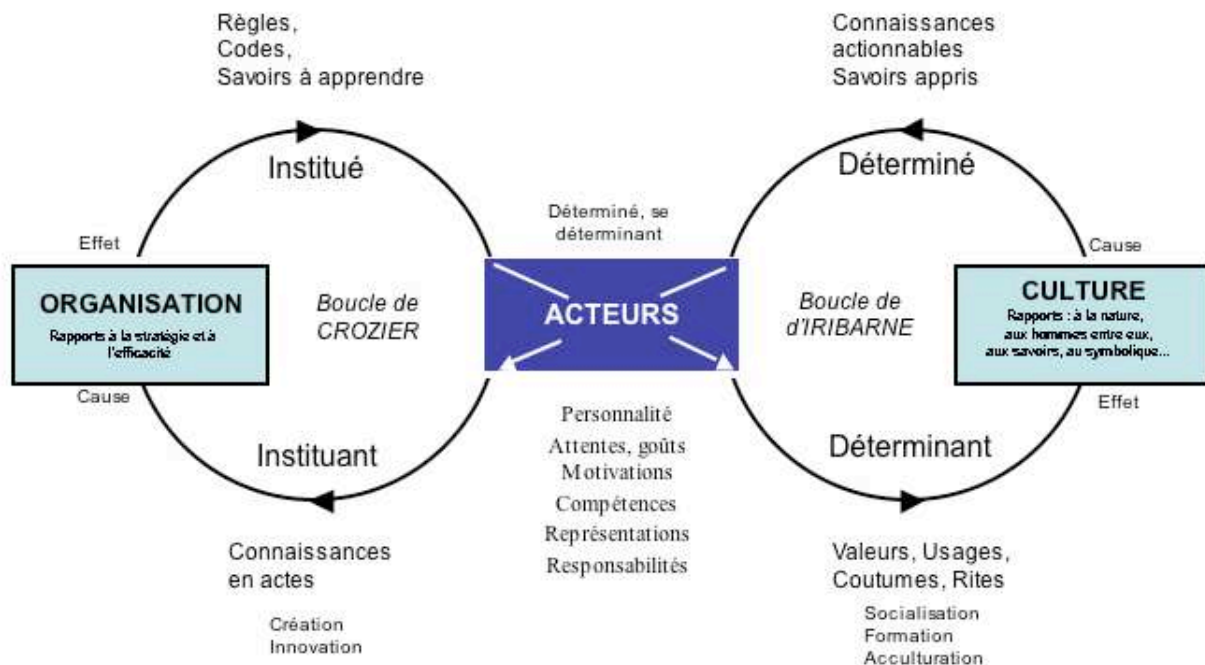 Règles,
Codes,
Savoirs à apprendre
Connaissances
actionnables
Savoirs appris
Institué
Déterminé
Déterminé, se
déterminant
Effet
Cause
ORGANISATION
Rapports à la stratégie et à
l'efficacité
Boucle de
CROZIER
ACTEURS
Boucle de
d'IRIBARNE
CULTURE
Rapports : à la nature,
aux hommes entre eux,
aux savoirs, au symbolique...
Cause
Effet
Instituant
Déterminant
Personnalité
Attentes, goûts
Motivations
Compétences
Représentations
Responsabilités
Connaissances
en actes
Création
Innovation
Valeurs, Usages,
Coutumes, Rites
Socialisation
Formation
Acculturation